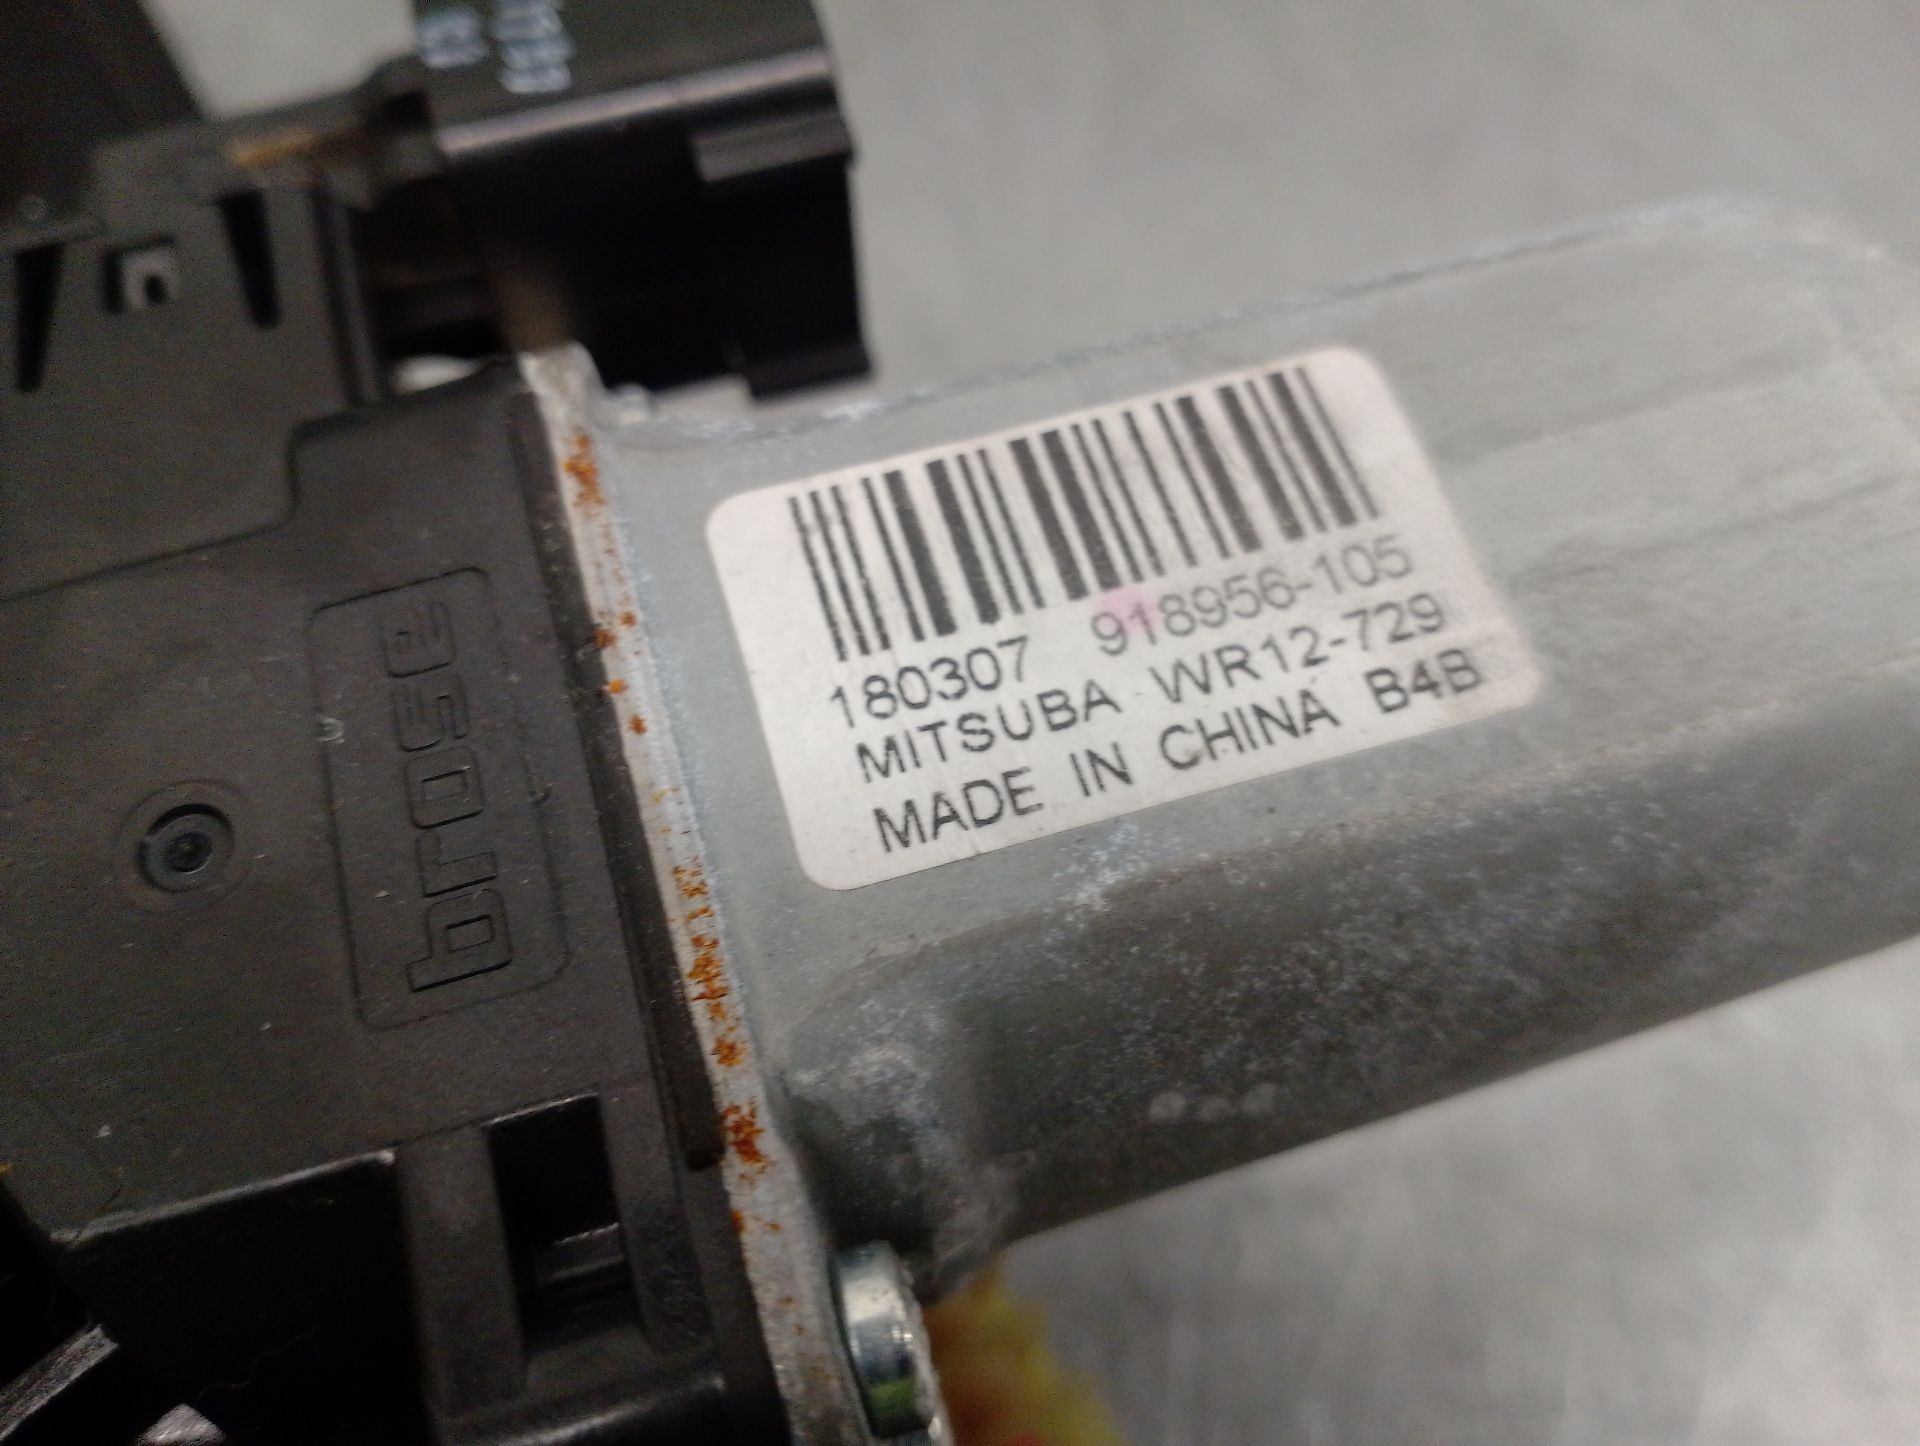 brose
180307 918956-105
MITSUBA WR12-729
MADE IN CHINA B4B